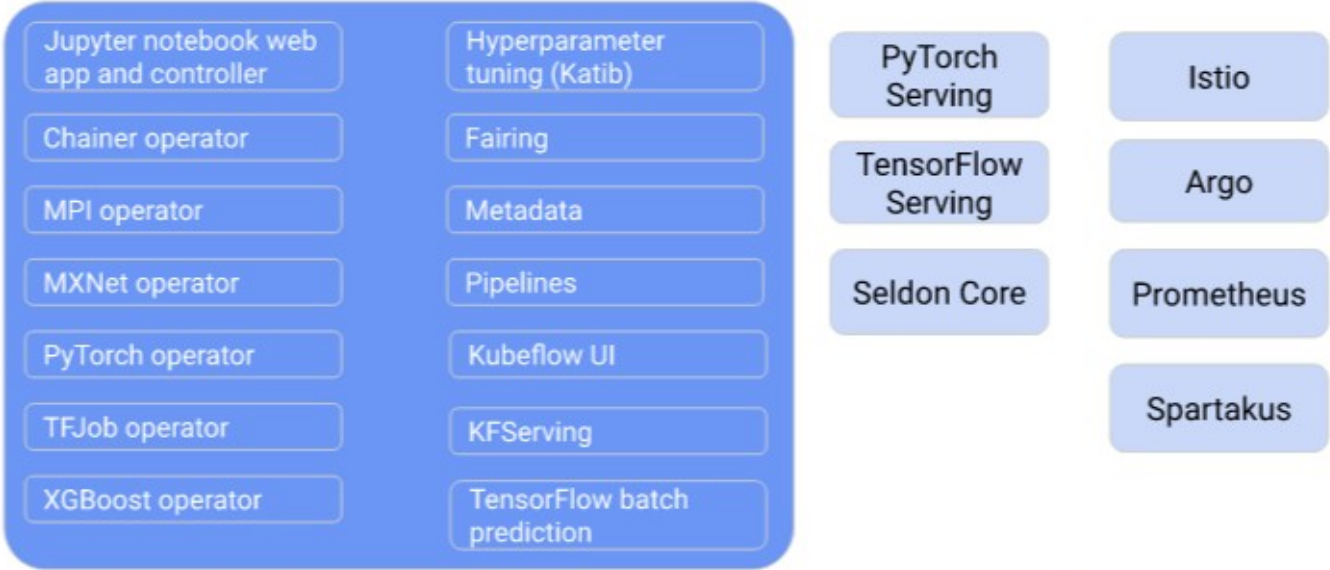 Jupyter notebook web
app and controller
Chainer operator
MPI operator
MXNet operator
PyTorch operator
TFJob operator
XGBoost operator
Hyperparameter
tuning (Katib)
Fairing
Metadata
Pipelines
Kubeflow UI
KFServing
TensorFlow batch
prediction
PyTorch
Serving
TensorFlow
Serving
Seldon Core
Istio
Argo
Prometheus
Spartakus